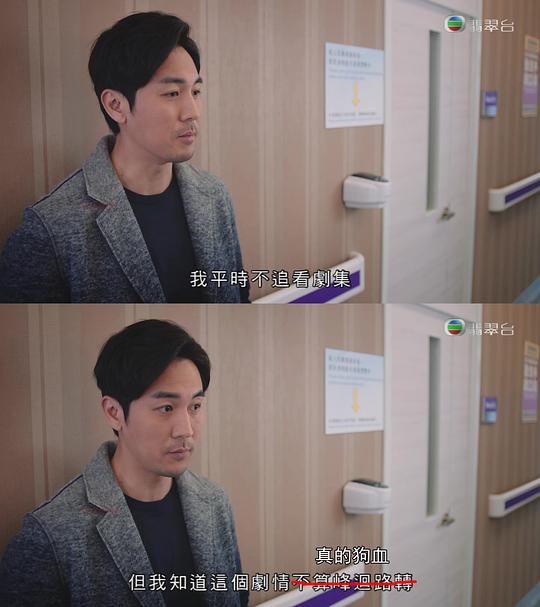 翡翠台
我平時不追看劇集
翡翠台
真的狗血
但我知道這個劇情不算峰迴路轉